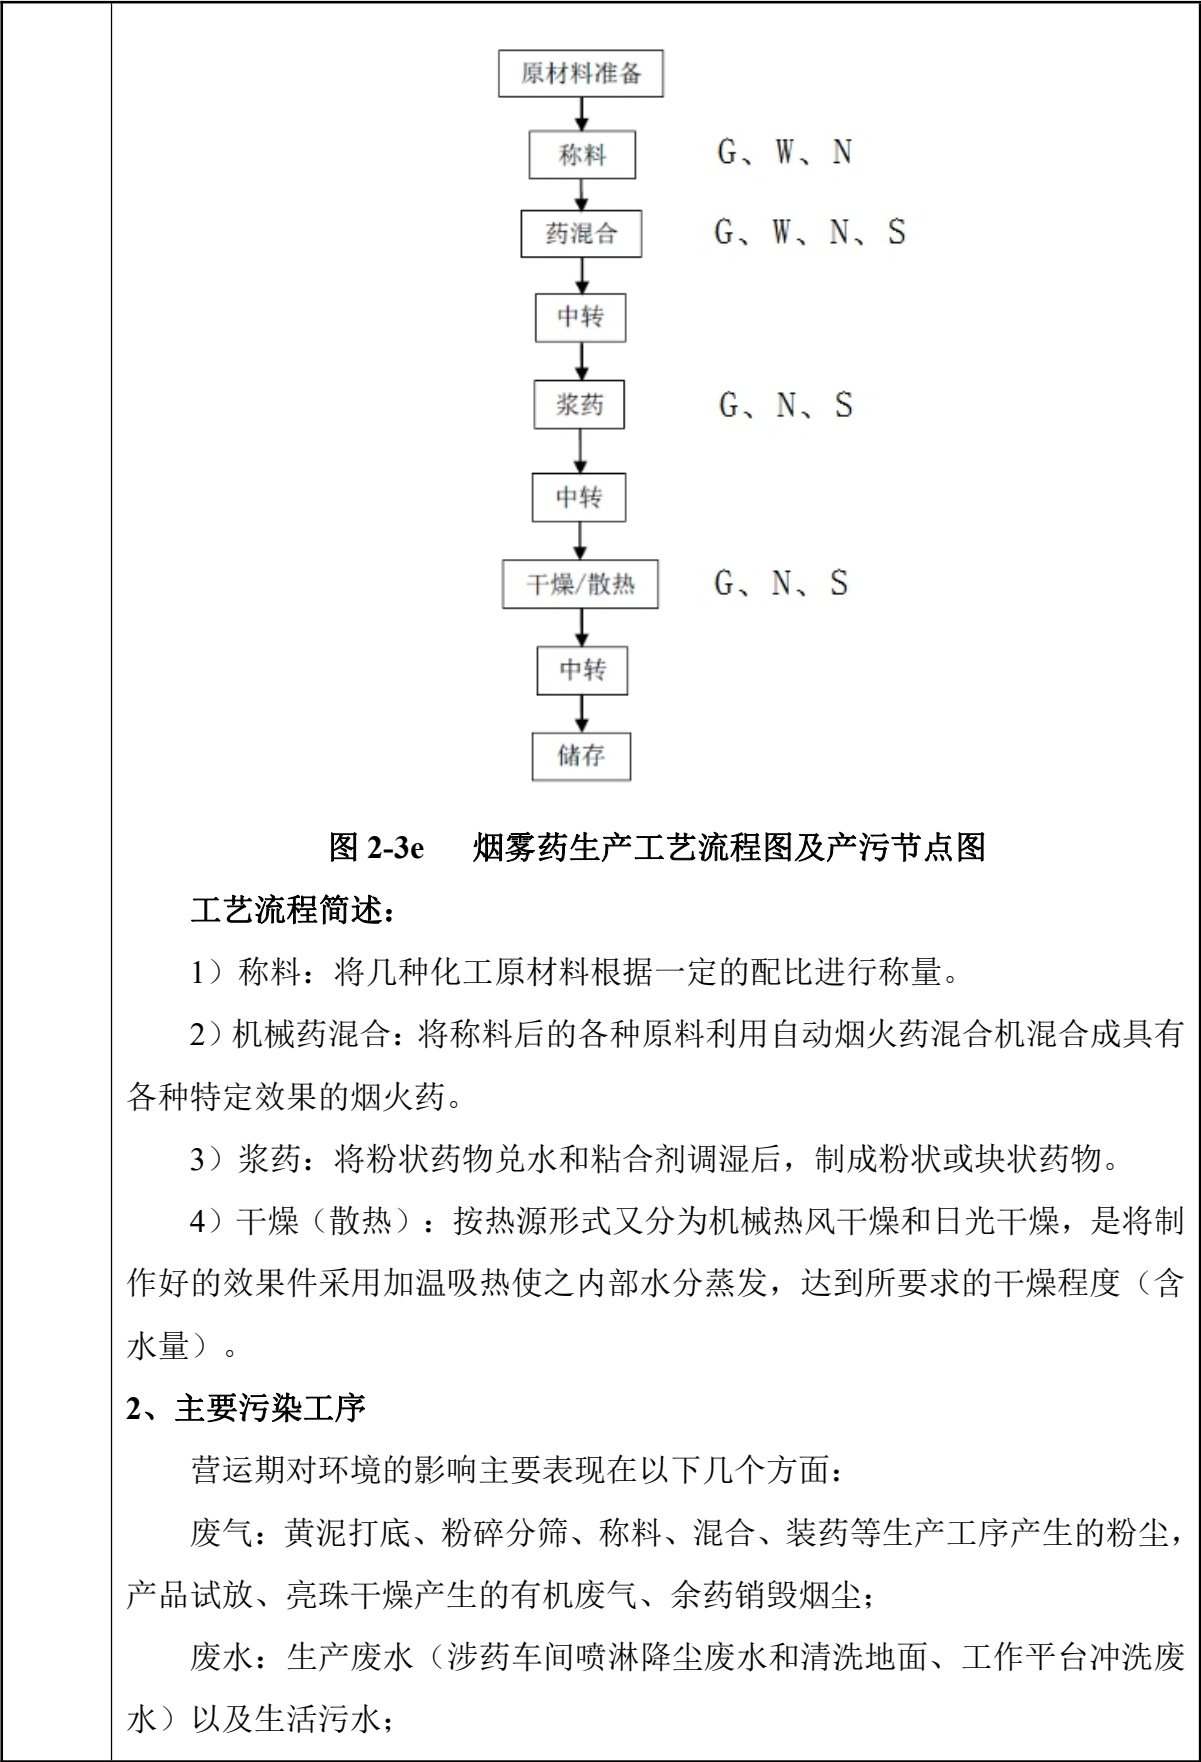 原材料准备
称料 G、W、N
药混合 G、W、N、S
中转
浆药 G、N、S
中转
干燥/散热 G、N、S
中转
储存
图 2-3e 烟雾药生产工艺流程图及产污节点图
工艺流程简述：
1）称料：将几种化工原材料根据一定的配比进行称量。
2）机械药混合：将称料后的各种原料利用自动烟火药混合机混合成具有
各种特定效果的烟火药。
3）浆药：将粉状药物兑水和粘合剂调湿后，制成粉状或块状药物。
4）干燥（散热）：按热源形式又分为机械热风干燥和日光干燥，是将制
作好的效果件采用加温吸热使之内部水分蒸发，达到所要求的干燥程度（含
水量）。
2、主要污染工序
营运期对环境的影响主要表现在以下几个方面：
废气：黄泥打底、粉碎分筛、称料、混合、装药等生产工序产生的粉尘，
产品试放、亮珠干燥产生的有机废气、余药销毁烟尘；
废水：生产废水（涉药车间喷淋降尘废水和清洗地面、工作平台冲洗废
水）以及生活污水；